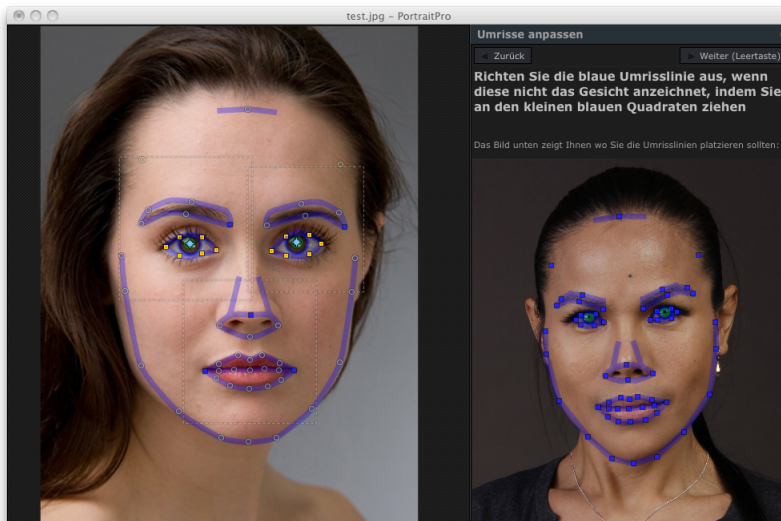 test.jpg – PortraitPro
Umrisse anpassen
Zurück
Weiter (Leertaste)
Richten Sie die blaue Umrisslinie aus, wenn
diese nicht das Gesicht anzeichnet, indem Sie
an den kleinen blauen Quadraten ziehen
Das Bild unten zeigt Ihnen wo Sie die Umrisslinien platzieren sollten: